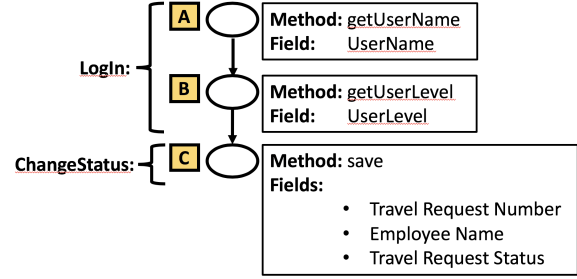 A
Method: getUserName
Field: UserName
LogIn:
B
Method: getUserLevel
Field: UserLevel
ChangeStatus:
C
Method: save
Fields:
• Travel Request Number
• Employee Name
• Travel Request Status